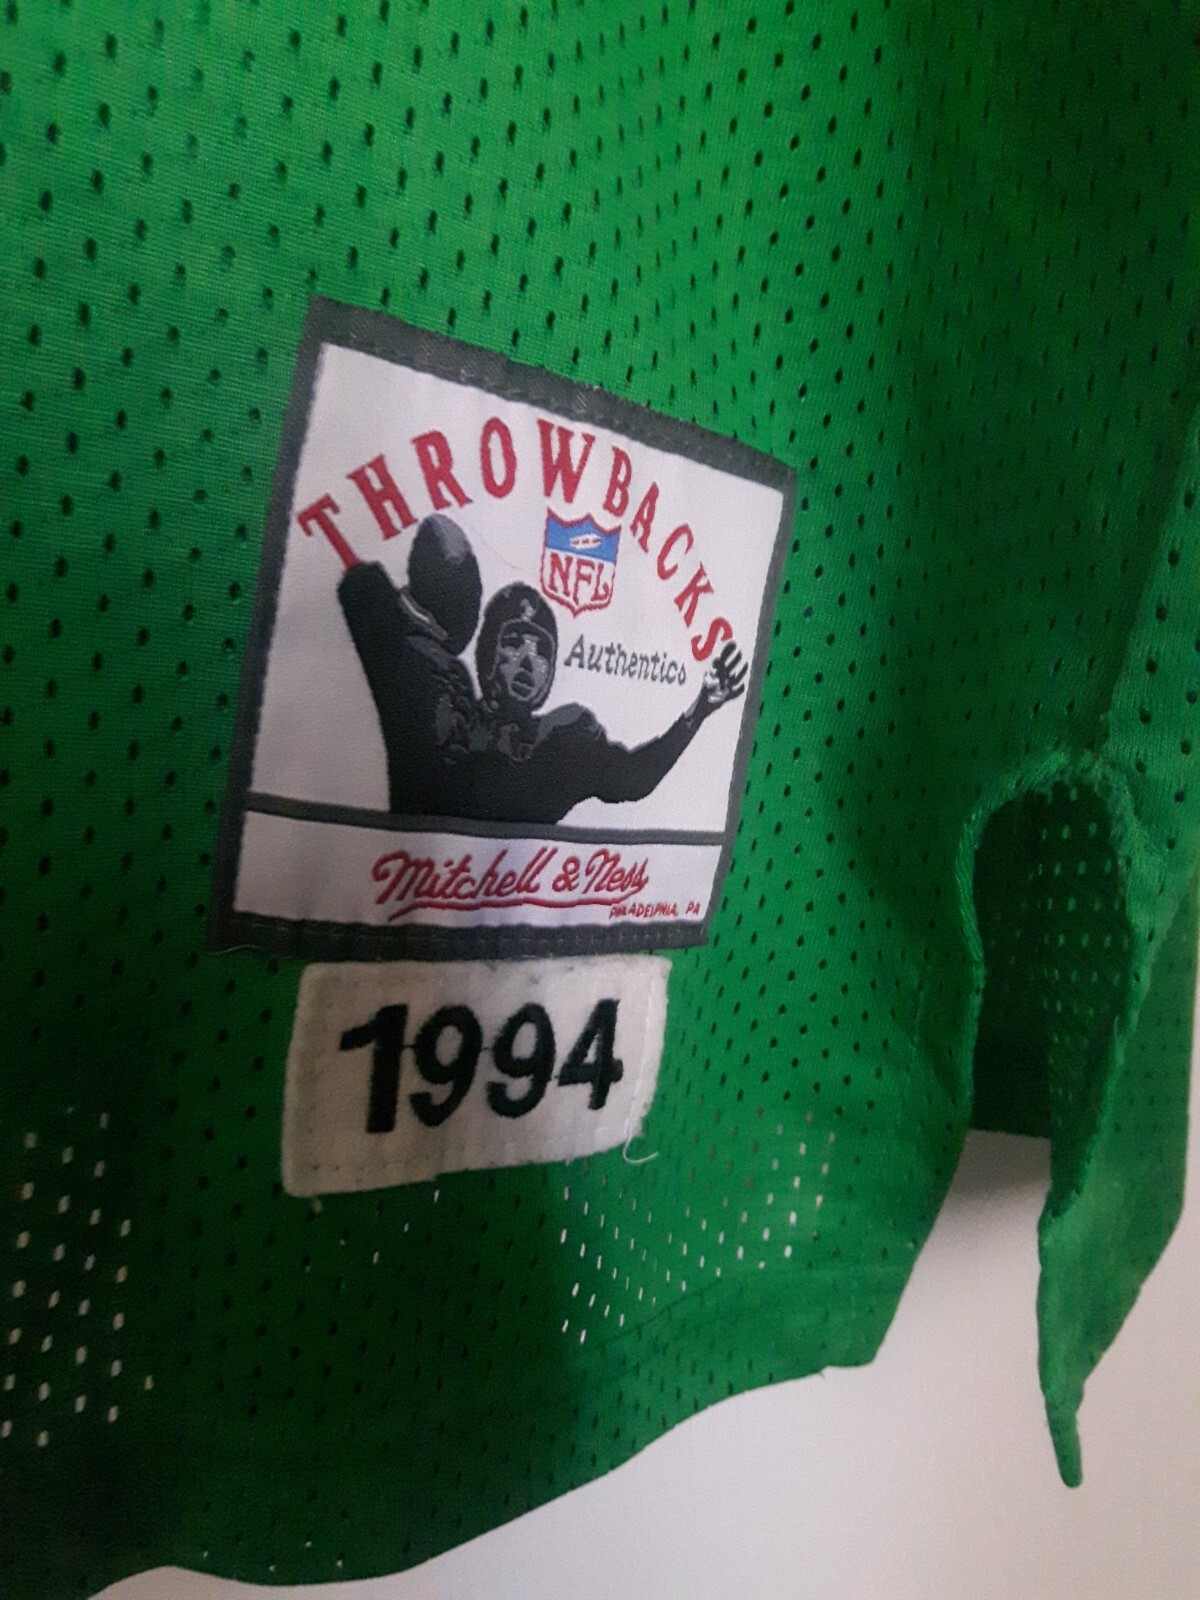 THROWBACKS
NFL
Authentics
Mitchell & Ness
PHILADELPHIA, PA
1994